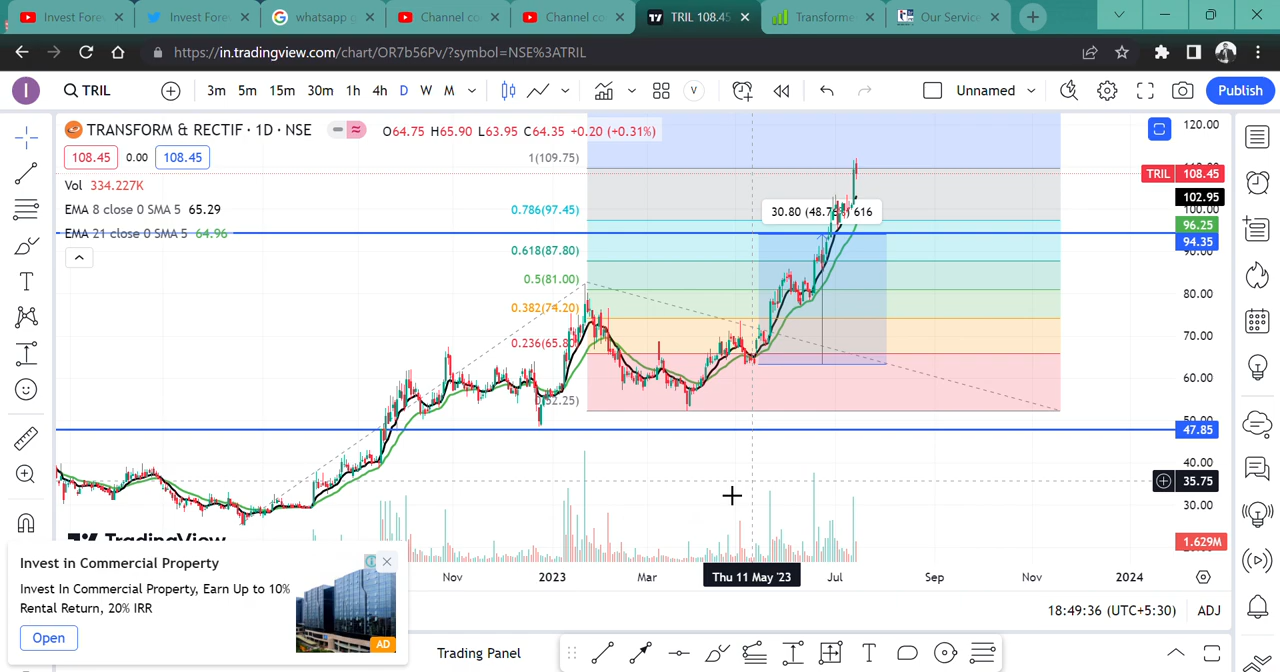 Invest Forev
Invest Forev
whatsapp g
Channel co
Channel co
TRIL 108.45
Transforme
Our Service
https://in.tradingview.com/chart/OR7b56Pv/?symbol=NSE%3ATRIL
I
TRIL
3m 5m 15m 30m 1h 4h D W M
V
Unnamed
Publish
TRANSFORM & RECTIF · 1D · NSE
O64.75 H65.90 L63.95 C64.35 +0.20 (+0.31%)
108.45 0.00 108.45
Vol 334.227K
EMA 8 close 0 SMA 5 65.29
EMA 21 close 0 SMA 5 64.96
1(109.75)
0.786(97.45)
0.618(87.80)
0.5(81.00)
0.382(74.20)
0.236(65.80)
52.25)
616
120.00
TRIL 108.45
102.95
100.00
96.25
94.35
90.00
80.00
70.00
60.00
50.00
47.85
40.00
35.75
30.00
1.629M
TradingView
Nov 2023 Mar Thu 11 May '23 Jul Sep Nov 2024
18:49:36 (UTC+5:30) ADJ
Invest in Commercial Property
Invest In Commercial Property, Earn Up to 10%
Rental Return, 20% IRR
Open
AD
Trading Panel
T